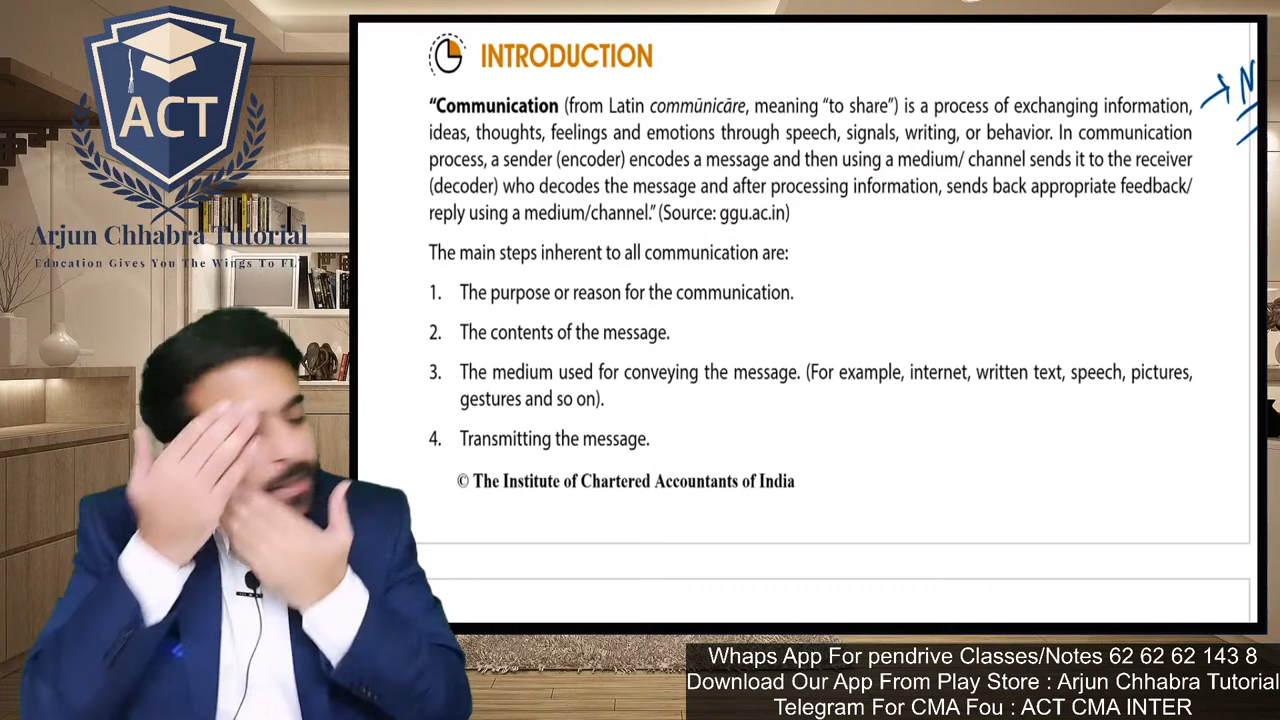 ACT
Arjun Chhabra Tutorial
Education Gives You The Wings To
INTRODUCTION
“Communication (from Latin commūnicāre, meaning “to share”) is a process of exchanging information,
ideas, thoughts, feelings and emotions through speech, signals, writing, or behavior. In communication
process, a sender (encoder) encodes a message and then using a medium/ channel sends it to the receiver
(decoder) who decodes the message and after processing information, sends back appropriate feedback/
reply using a medium/channel.” (Source: ggu.ac.in)
The main steps inherent to all communication are:
1. The purpose or reason for the communication.
2. The contents of the message.
3. The medium used for conveying the message. (For example, internet, written text, speech, pictures,
gestures and so on).
4. Transmitting the message.
© The Institute of Chartered Accountants of India
Whaps App For pendrive Classes/Notes 62 62 62 143 8
Download Our App From Play Store : Arjun Chhabra Tutorial
Telegram For CMA Fou : ACT CMA INTER